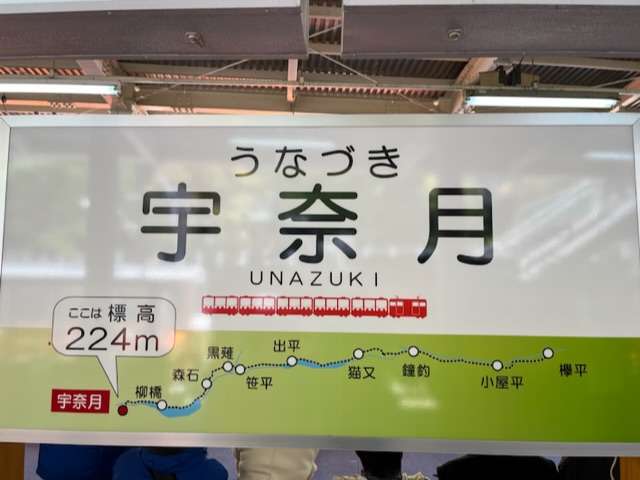 うなづき
宇奈月
UNAZUKI
ここは 標高
224m
宇奈月
柳橋
森石
黒薙
笹平
出平
猫又
鐘釣
小屋平
欅平